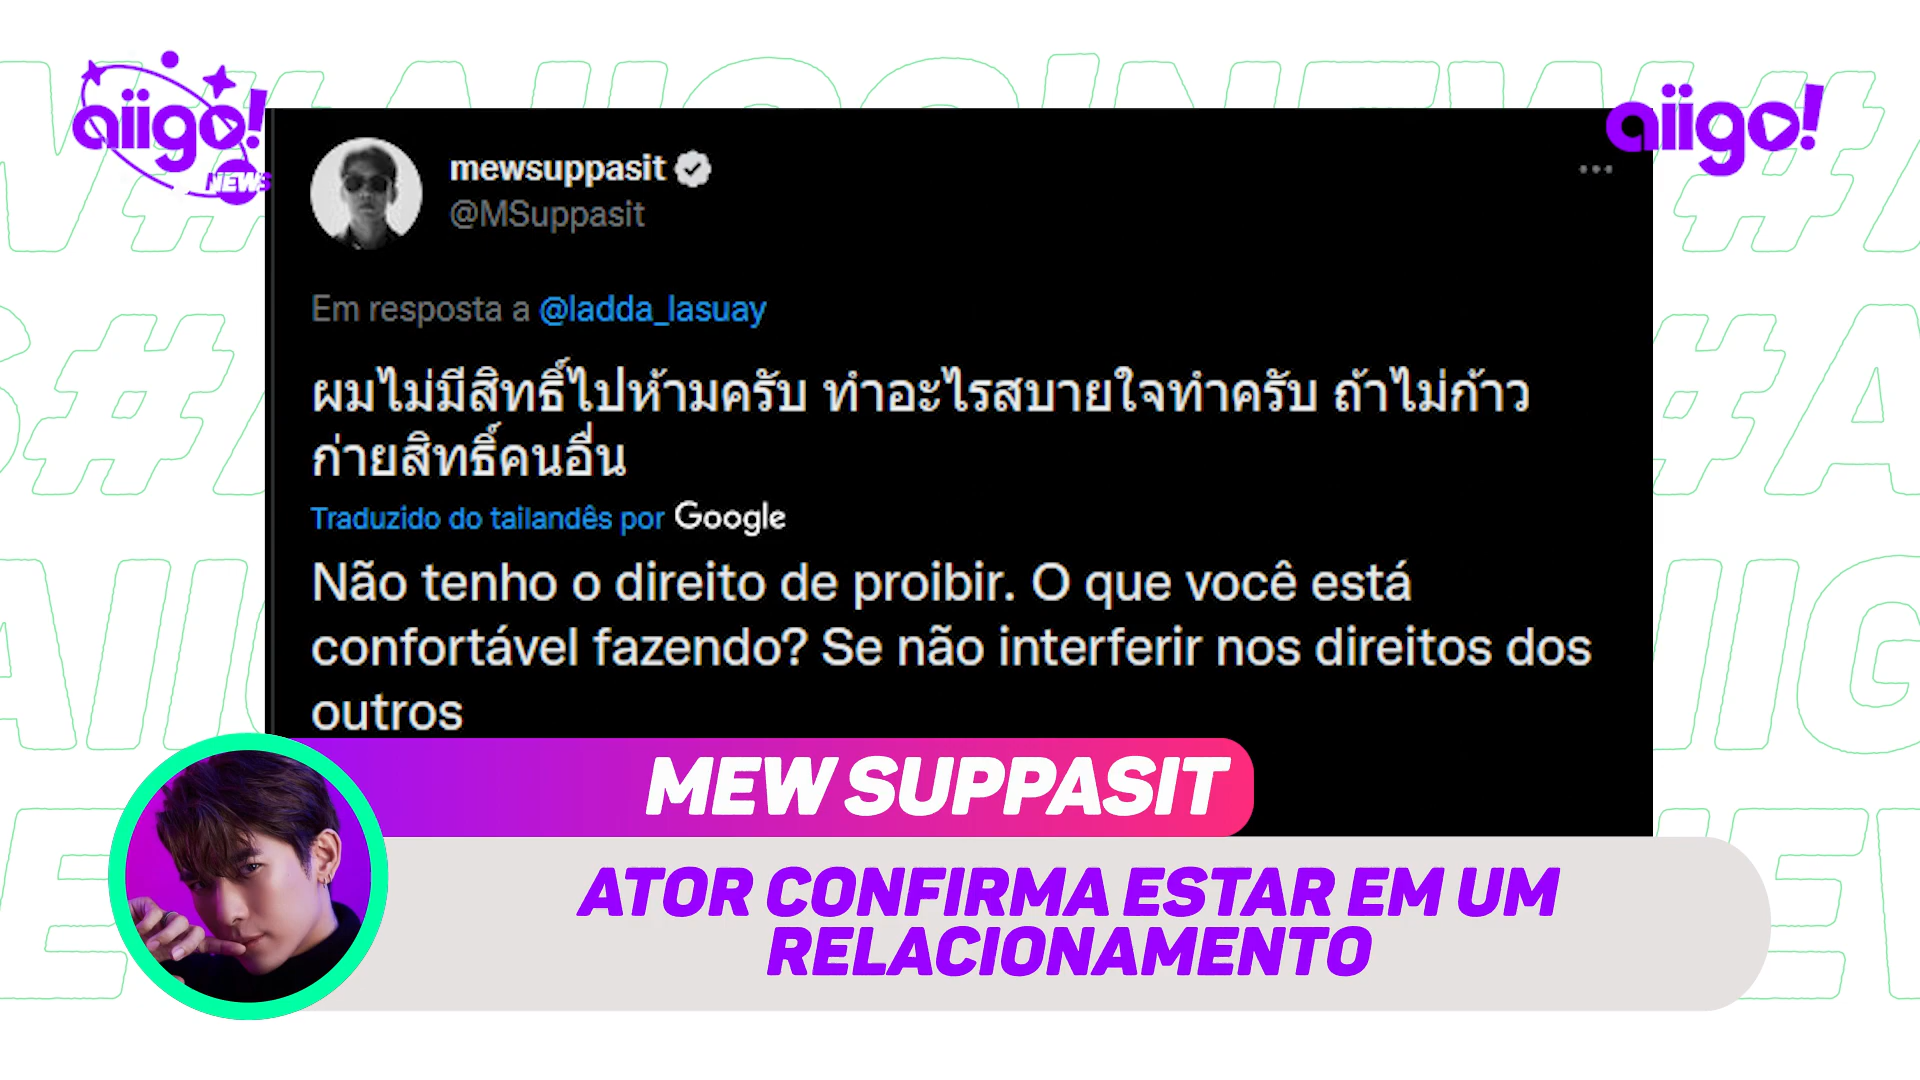 aiigo!
NEWS
aiigo!
mewsuppasit
@MSuppasit
Em resposta a @ladda_lasuay
ผมไม่มีสิทธิ์ไปห้ามครับ ทำอะไรสบายใจทำครับ ถ้าไม่ก้าว
ก่ายสิทธิ์คนอื่น
Traduzido do tailandês por Google
Não tenho o direito de proibir. O que você está
confortável fazendo? Se não interferir nos direitos dos
outros
MEW SUPPASIT
ATOR CONFIRMA ESTAR EM UM
RELACIONAMENTO